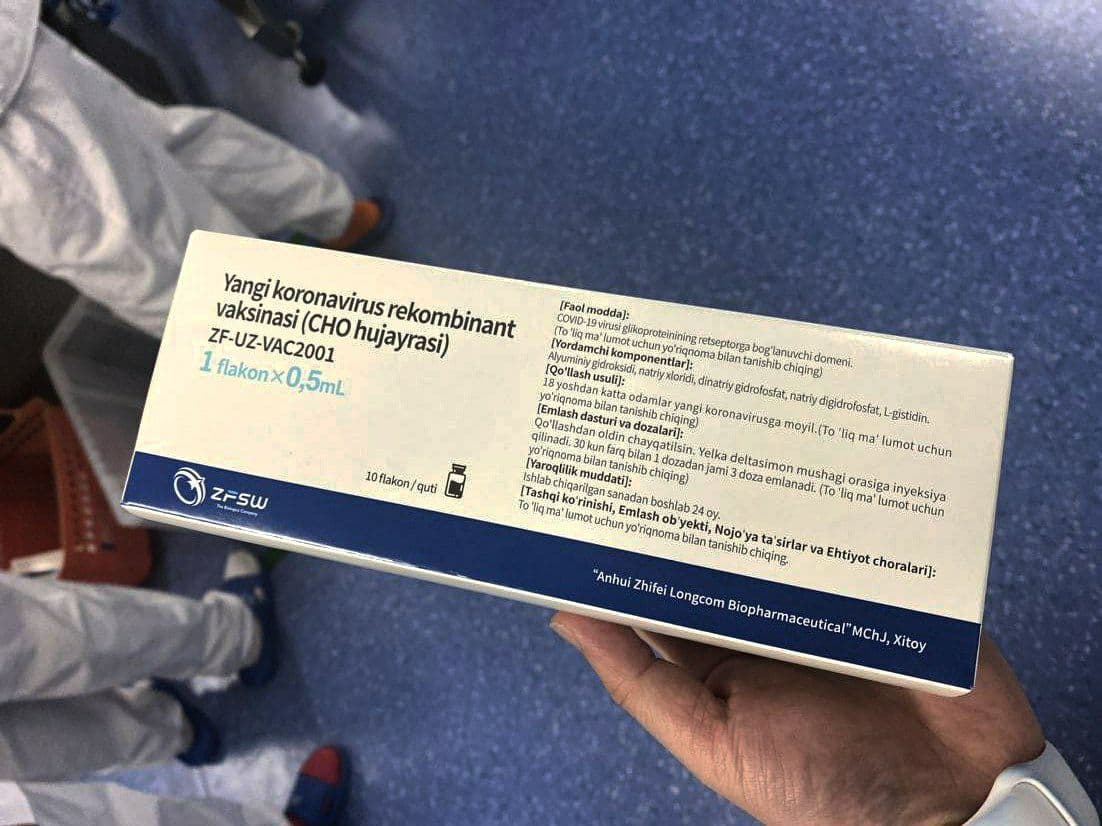 Yangi koronavirus rekombinant
vaksinasi (CHO hujayrasi)
ZF-UZ-VAC2001
1 flakon×0,5mL
10 flakon/quti
ZFSW
The Biologics Company
[Faol modda]:
COVID-19 virusi glikoproteinining retseptorga bog'lanuvchi domeni.
(To 'liq ma' lumot uchun yo'riqnoma bilan tanishib chiqing)
[Yordamchi komponentlar]:
Alyuminiy gidroksidi, natriy xloridi, dinatriy gidrofosfat, natriy digidrofosfat, L-gistidin.
[Qo'llash usuli]:
18 yoshdan katta odamlar yangi koronavirusga moyil.(To 'liq ma' lumot uchun
yo'riqnoma bilan tanishib chiqing)
[Emlash dasturi va dozalari]:
Qo'llashdan oldin chayqatilsin. Yelka deltasimon mushagi orasiga inyeksiya
qilinadi. 30 kun farq bilan 1 dozadan jami 3 doza emlanadi. (To 'liq ma' lumot uchun
yo'riqnoma bilan tanishib chiqing)
[Yaroqlilik muddati]:
Ishlab chiqarilgan sanadan boshlab 24 oy.
[Tashqi ko'rinishi, Emlash ob'yekti, Nojo'ya ta'sirlar va Ehtiyot choralari]:
To 'liq ma' lumot uchun yo'riqnoma bilan tanishib chiqing.
"Anhui Zhifei Longcom Biopharmaceutical" MChJ, Xitoy